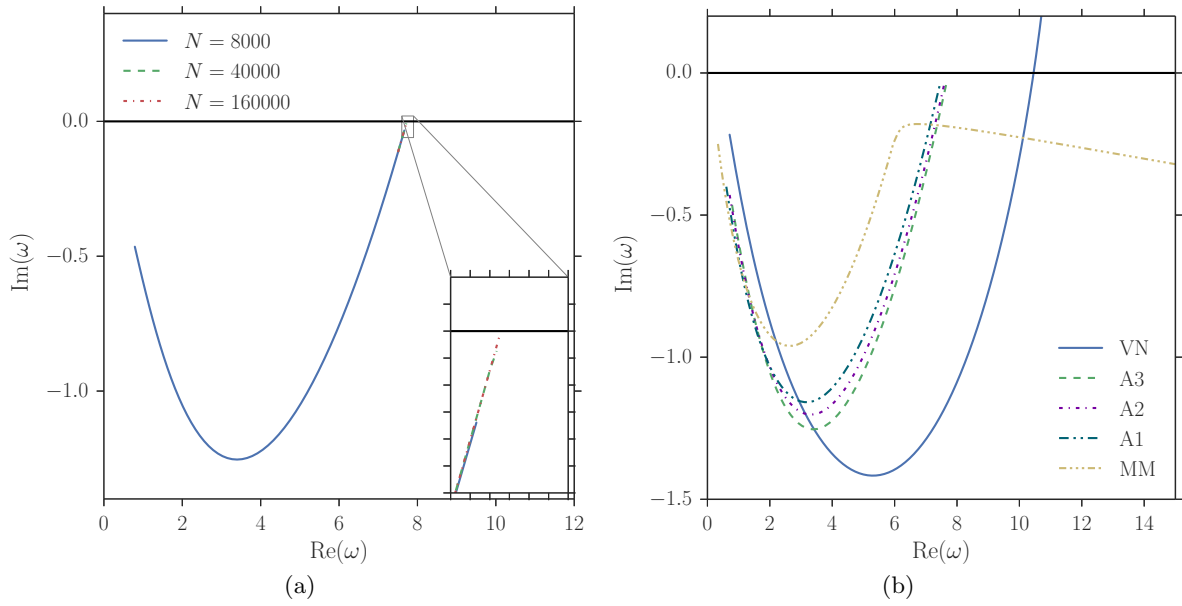 N = 8000
N = 40000
N = 160000
0.0
−0.5
−1.0
Im(ω)
0 2 4 6 8 10 12
Re(ω)
(a)
0.0
−0.5
−1.0
−1.5
Im(ω)
VN
A3
A2
A1
MM
0 2 4 6 8 10 12 14
Re(ω)
(b)